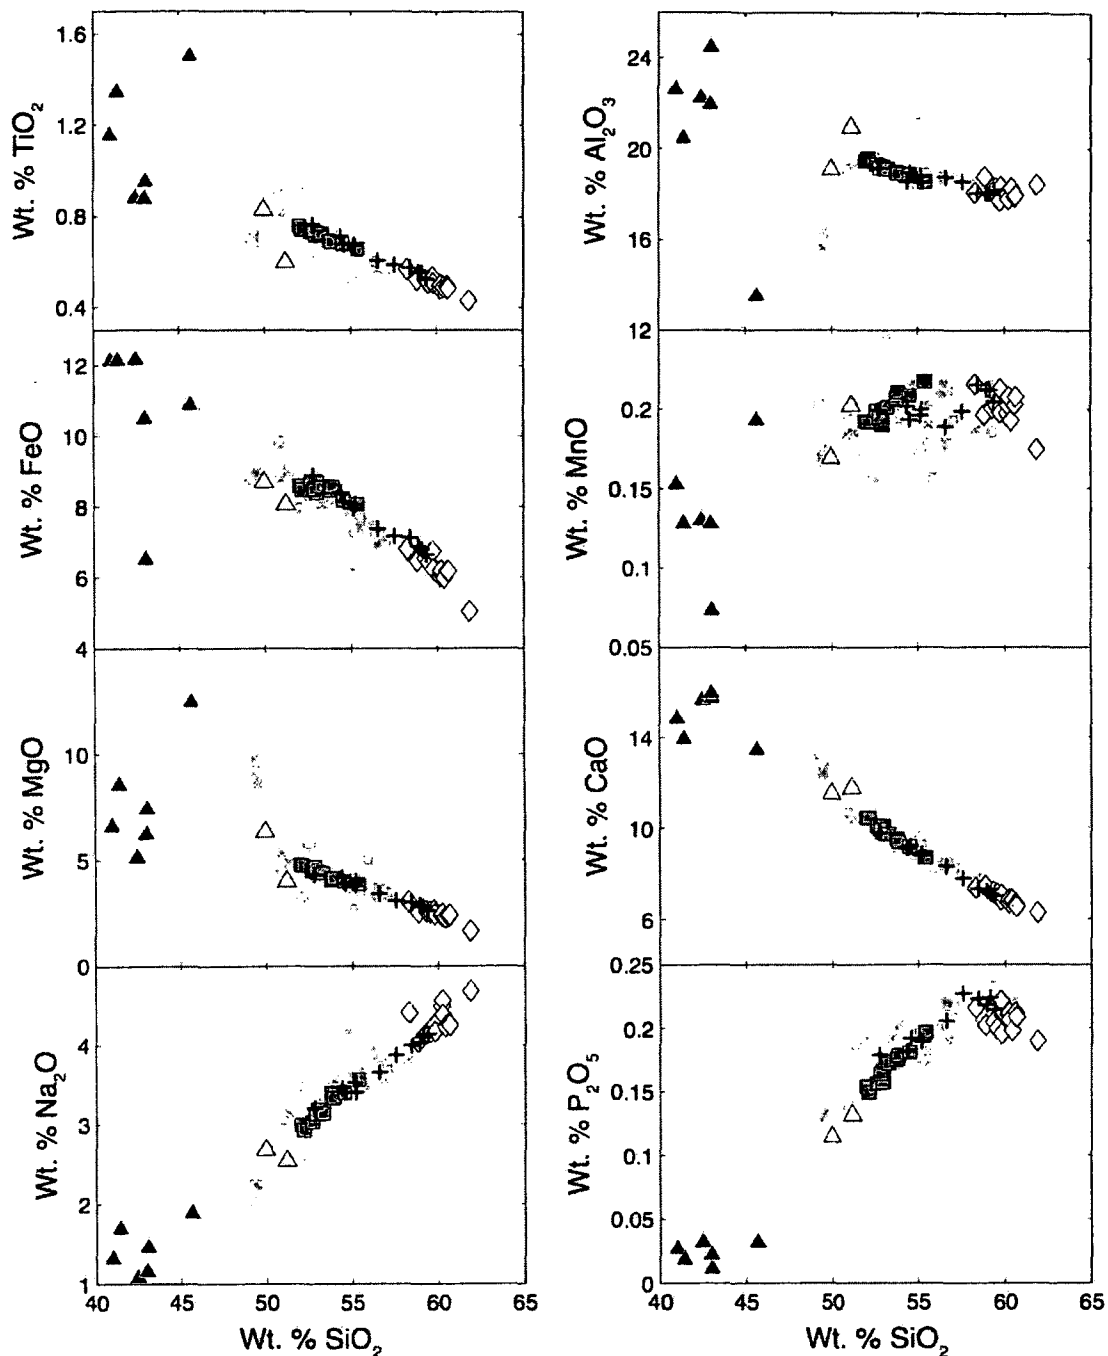 1.6
1.2
0.8
0.4
Wt. % TiO2
24
20
16
12
Wt. % Al2O3
12
10
8
6
4
Wt. % FeO
0.2
0.15
0.1
0.05
Wt. % MnO
10
5
0
Wt. % MgO
14
10
6
Wt. % CaO
4
3
2
1
Wt. % Na2O
0.25
0.2
0.15
0.1
0.05
0
Wt. % P2O5
40 45 50 55 60 65
Wt. % SiO2
40 45 50 55 60 65
Wt. % SiO2